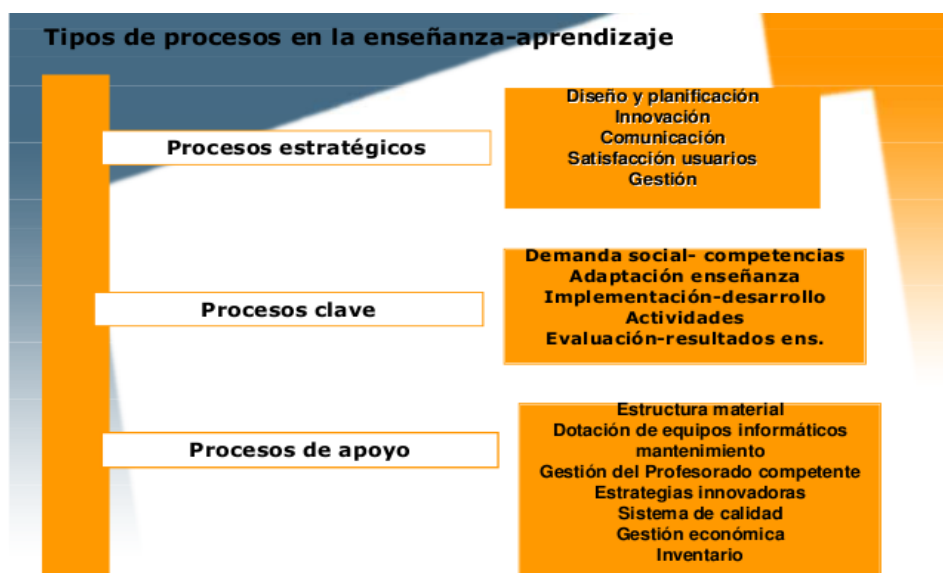 Tipos de procesos en la enseñanza-aprendizaje
Procesos estratégicos
Diseño y planificación
Innovación
Comunicación
Satisfacción usuarios
Gestión
Procesos clave
Demanda social- competencias
Adaptación enseñanza
Implementación-desarrollo
Actividades
Evaluación-resultados ens.
Procesos de apoyo
Estructura material
Dotación de equipos informáticos
mantenimiento
Gestión del Profesorado competente
Estrategias innovadoras
Sistema de calidad
Gestión económica
Inventario